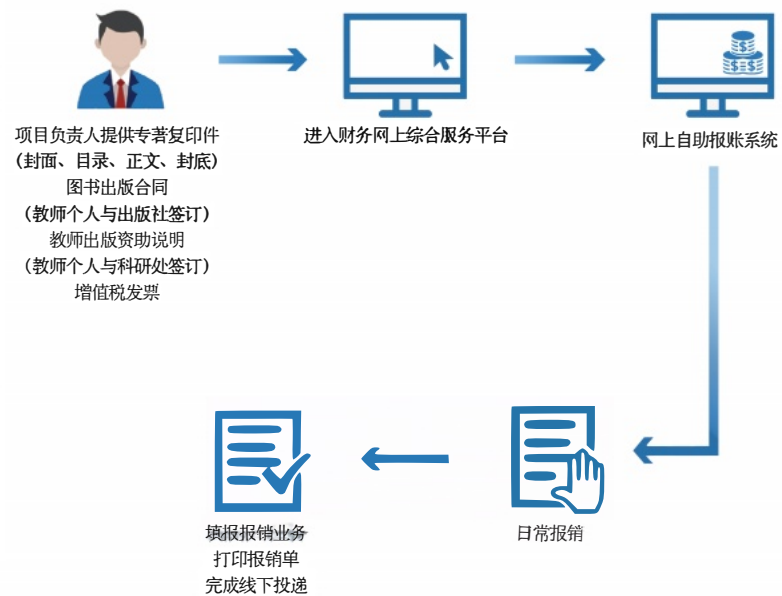 项目负责人提供专著复印件
（封面、目录、正文、封底）
图书出版合同
（教师个人与出版社签订）
教师出版资助说明
（教师个人与科研处签订）
增值税发票
进入财务网上综合服务平台
网上自助报账系统
日常报销
填报报销业务
打印报销单
完成线下投递